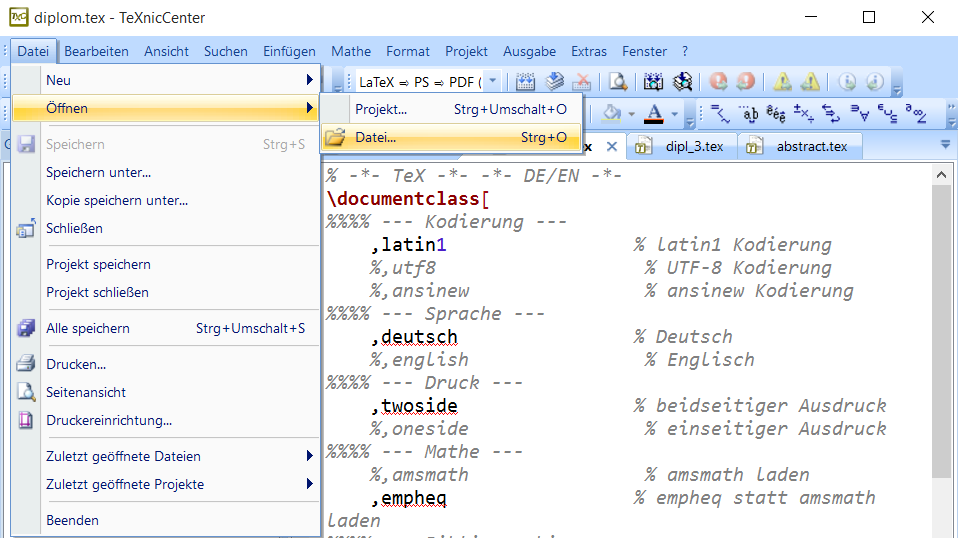 diplom.tex - TeXnicCenter
Datei Bearbeiten Ansicht Suchen Einfügen Mathe Format Projekt Ausgabe Extras Fenster ?
LaTeX ⇨ PS ⇨ PDF (
Neu
Öffnen
Projekt... Strg+Umschalt+O
Datei... Strg+O
Speichern Strg+S
Speichern unter...
Kopie speichern unter...
Schließen
Projekt speichern
Projekt schließen
Alle speichern Strg+Umschalt+S
Drucken...
Seitenansicht
Druckereinrichtung...
Zuletzt geöffnete Dateien
Zuletzt geöffnete Projekte
Beenden
dipl_3.tex abstract.tex
% -*- TeX -*- -*- DE/EN -*-
\documentclass[
%%%% --- Kodierung ---
,latin1 % latin1 Kodierung
%,utf8 % UTF-8 Kodierung
%,ansinew % ansinew Kodierung
%%%% --- Sprache ---
,deutsch % Deutsch
%,english % Englisch
%%%% --- Druck ---
,twoside % beidseitiger Ausdruck
%,oneside % einseitiger Ausdruck
%%%% --- Mathe ---
%,amsmath % amsmath laden
,empheq % empheq statt amsmath
laden